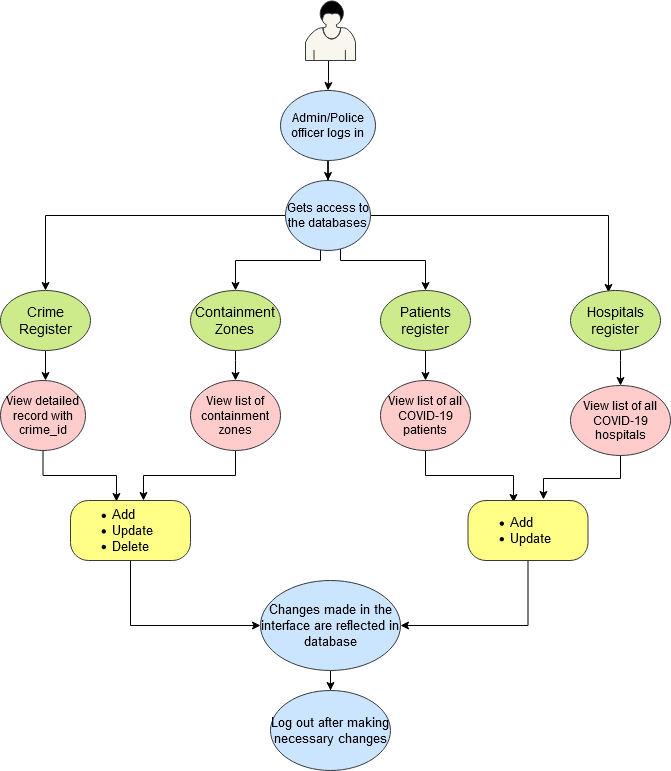 Admin/Police
officer logs in
Gets access to
the databases
Crime
Register
Containment
Zones
Patients
register
Hospitals
register
View detailed
record with
crime_id
View list of
containment
zones
View list of all
COVID-19
patients
View list of all
COVID-19
hospitals
• Add
• Update
• Delete
• Add
• Update
Changes made in the
interface are reflected in
database
Log out after making
necessary changes